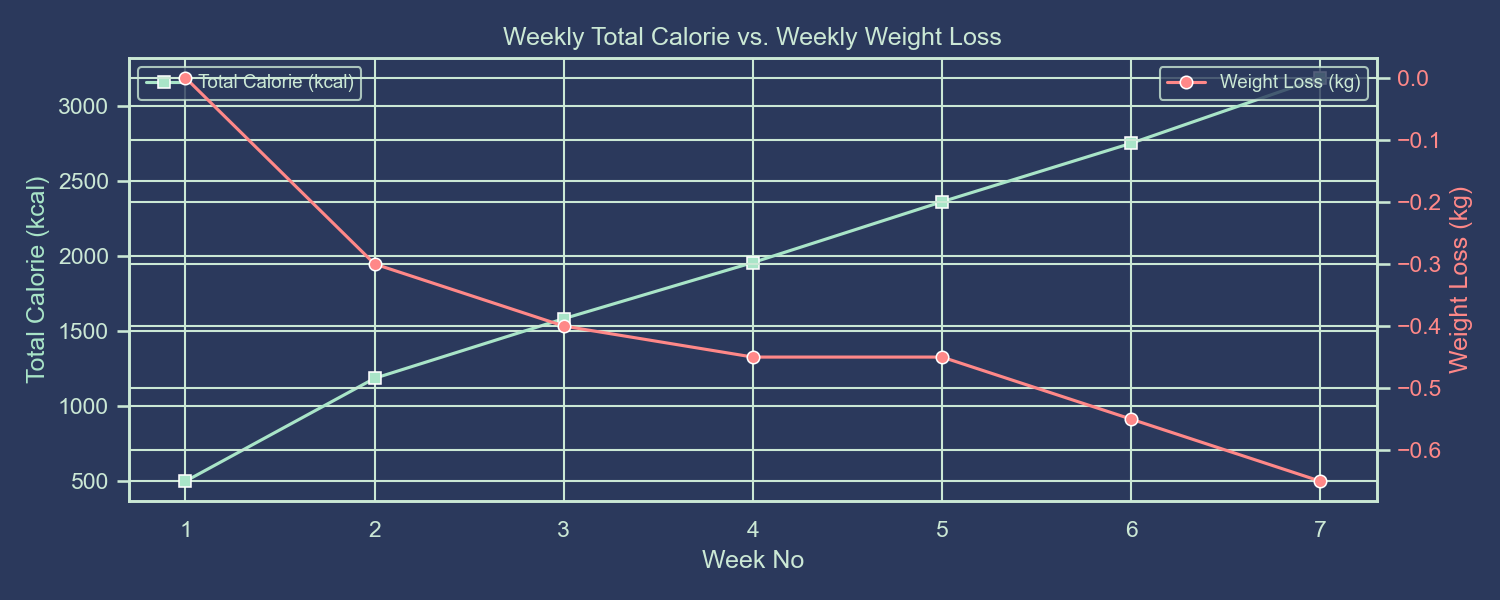 Weekly Total Calorie vs. Weekly Weight Loss
Total Calorie (kcal)
Weight Loss (kg)
Total Calorie (kcal)
3000
2500
2000
1500
1000
500
0.0
−0.1
−0.2
−0.3
−0.4
−0.5
−0.6
Weight Loss (kg)
1 2 3 4 5 6 7
Week No